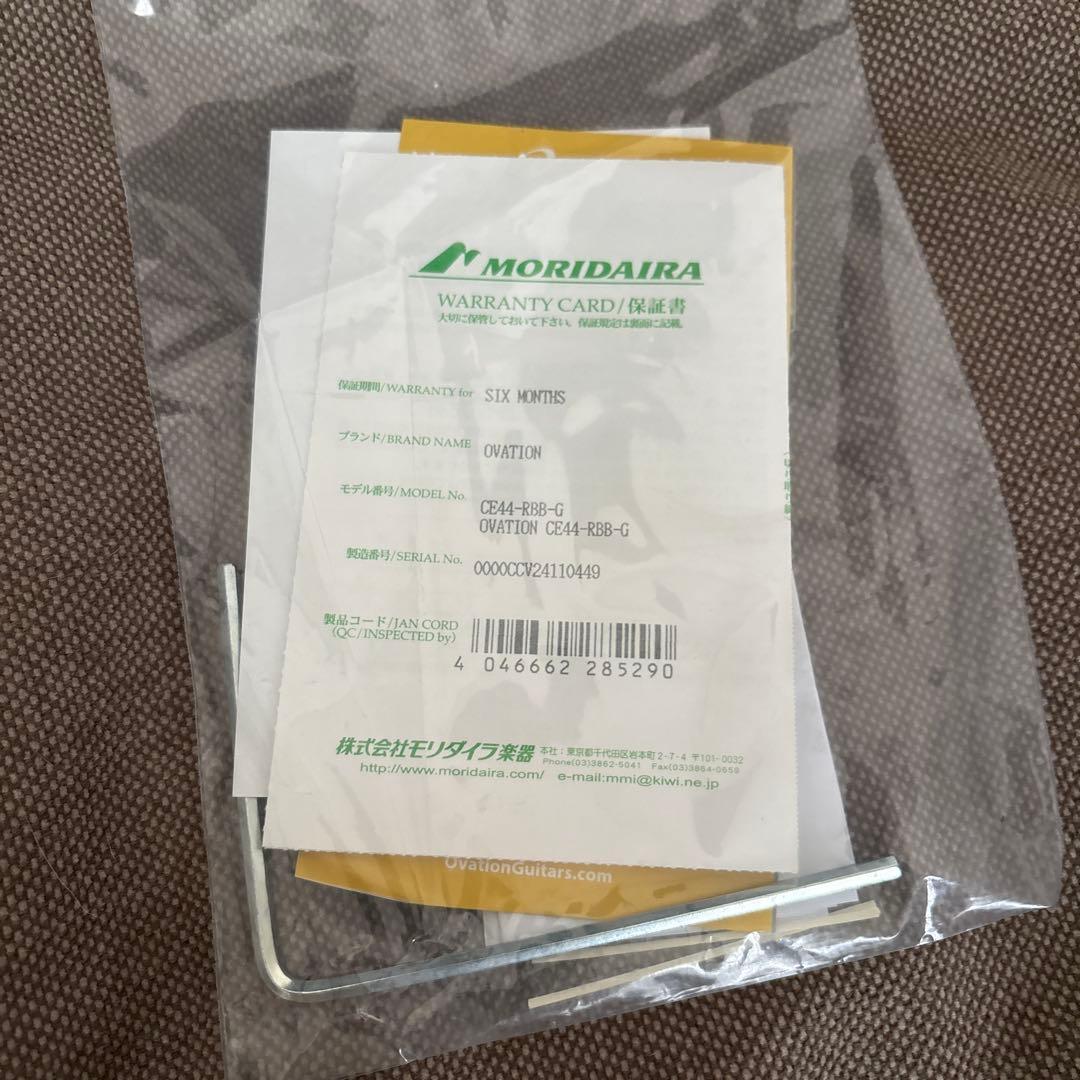 MORIDAIRA
WARRANTY CARD/保証書
大切に保管しておいて下さい。保証規定は裏面に記載。
保証期間/WARRANTY for SIX MONTHS
ブランド/BRAND NAME OVATION
モデル番号/MODEL No. CE44-RBB-G
OVATION CE44-RBB-G
製造番号/SERIAL No. 0000CCV24110449
製品コード/JAN CORD
(QC/INSPECTED by)
4 046662 285290
株式会社モリダイラ楽器 本社:東京都千代田区岩本町2-7-4 〒101-0032
Phone(03)3862-5041 Fax(03)3864-0659
http://www.moridaira.com/ e-mail:mmi@kiwi.ne.jp
OvationGuitars.com